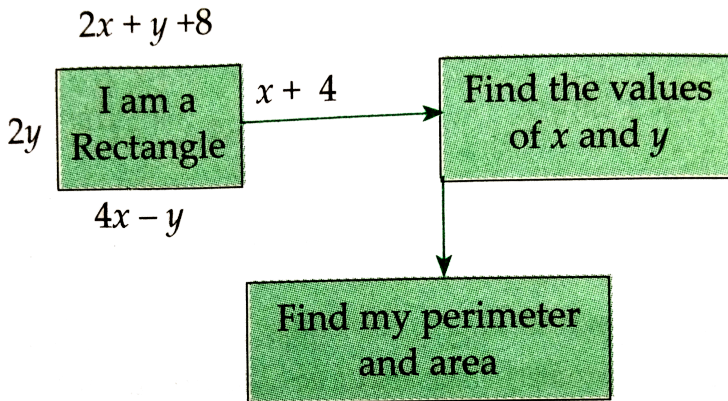 2x + y +8
2y
I am a
Rectangle
x + 4
4x – y
Find the values
of x and y
Find my perimeter
and area